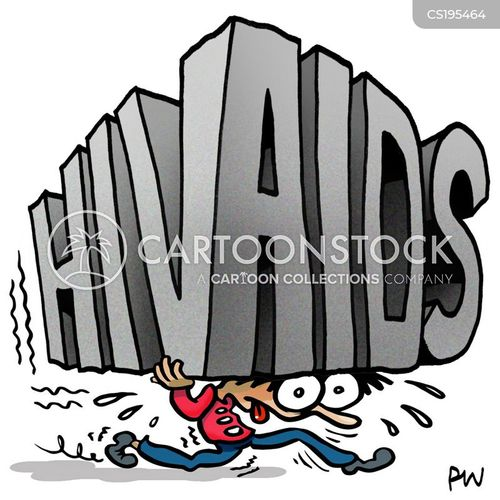 CS195464
HIV AIDS
CARTOONSTOCK
A CARTOON COLLECTIONS COMPANY
PW